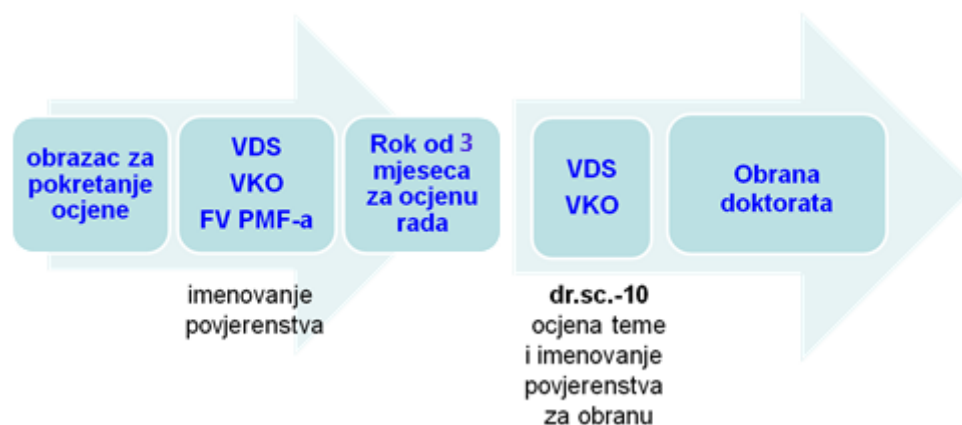 obrazac za
pokretanje
ocjene
VDS
VKO
FV PMF-a
Rok od 3
mjeseca
za ocjenu
rada
imenovanje
povjerenstva
VDS
VKO
Obrana
doktorata
dr.sc.-10
ocjena teme
i imenovanje
povjerenstva
za obranu